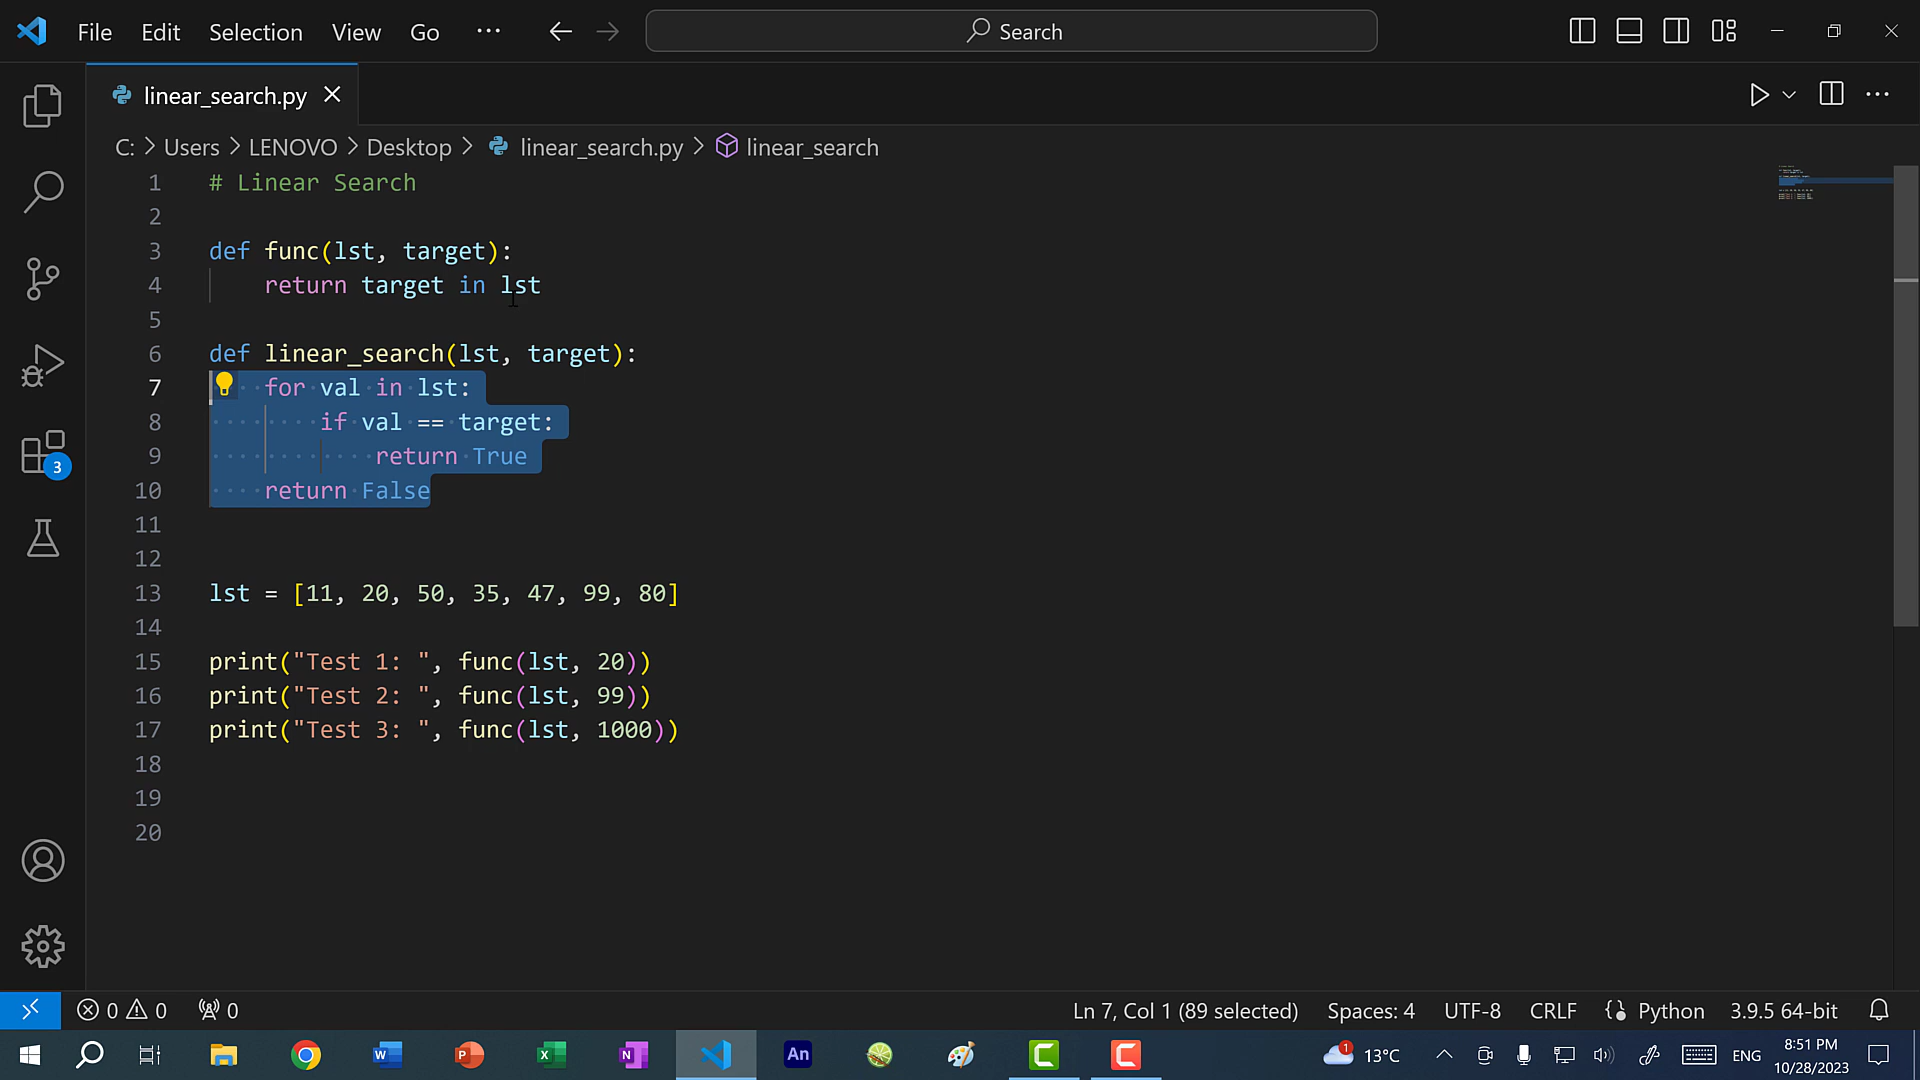 File Edit Selection View Go ··· Search
linear_search.py
C: > Users > LENOVO > Desktop > linear_search.py > linear_search
1 # Linear Search
2
3 def func(lst, target):
4     return target in lst
5
6 def linear_search(lst, target):
7     for val in lst:
8         if val == target:
9             return True
10     return False
11
12
13 lst = [11, 20, 50, 35, 47, 99, 80]
14
15 print("Test 1: ", func(lst, 20))
16 print("Test 2: ", func(lst, 99))
17 print("Test 3: ", func(lst, 1000))
18
19
20
3
0 0 0 Ln 7, Col 1 (89 selected) Spaces: 4 UTF-8 CRLF Python 3.9.5 64-bit
W P X N An 1 13°C ENG 8:51 PM
10/28/2023